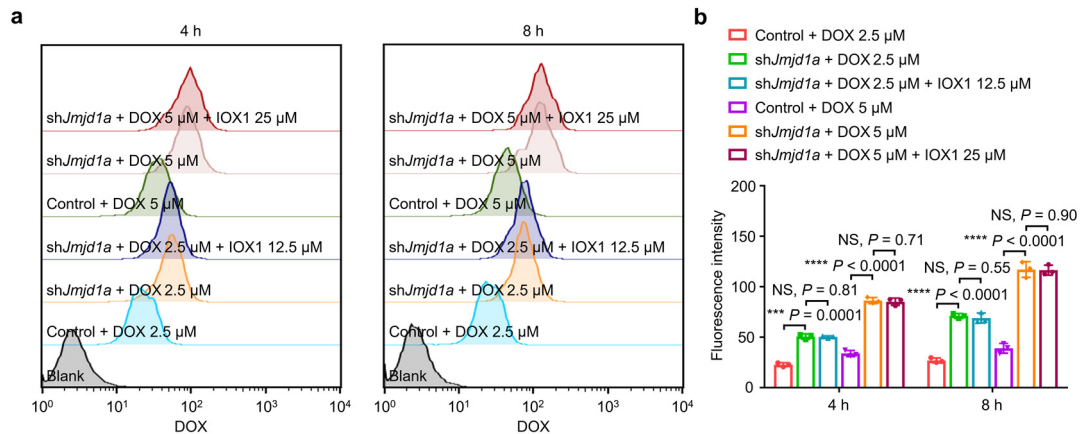 a
4 h
shJmjd1a + DOX 5 µM + IOX1 25 µM
shJmjd1a + DOX 5 µM
Control + DOX 5 µM
shJmjd1a + DOX 2.5 µM + IOX1 12.5 µM
shJmjd1a + DOX 2.5 µM
Control + DOX 2.5 µM
Blank
10⁰ 10¹ 10² 10³ 10⁴
DOX
8 h
shJmjd1a + DOX 5 µM + IOX1 25 µM
shJmjd1a + DOX 5 µM
Control + DOX 5 µM
shJmjd1a + DOX 2.5 µM + IOX1 12.5 µM
shJmjd1a + DOX 2.5 µM
Control + DOX 2.5 µM
Blank
10⁰ 10¹ 10² 10³ 10⁴
DOX
b
Control + DOX 2.5 µM
shJmjd1a + DOX 2.5 µM
shJmjd1a + DOX 2.5 µM + IOX1 12.5 µM
Control + DOX 5 µM
shJmjd1a + DOX 5 µM
shJmjd1a + DOX 5 µM + IOX1 25 µM
Fluorescence intensity
200
150
100
50
0
NS, P = 0.71
**** P < 0.0001
NS, P = 0.81
*** P = 0.0001
NS, P = 0.90
**** P < 0.0001
NS, P = 0.55
**** P < 0.0001
4 h 8 h